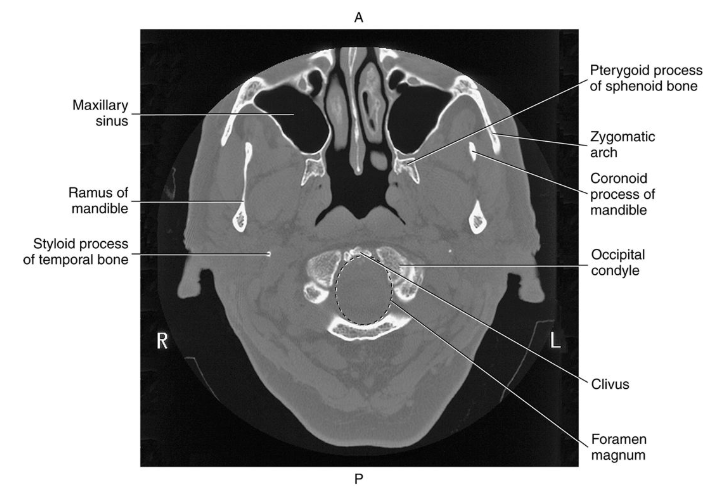 A
Maxillary
sinus
Ramus of
mandible
Styloid process
of temporal bone
R
Pterygoid process
of sphenoid bone
Zygomatic
arch
Coronoid
process of
mandible
Occipital
condyle
L
Clivus
Foramen
magnum
P